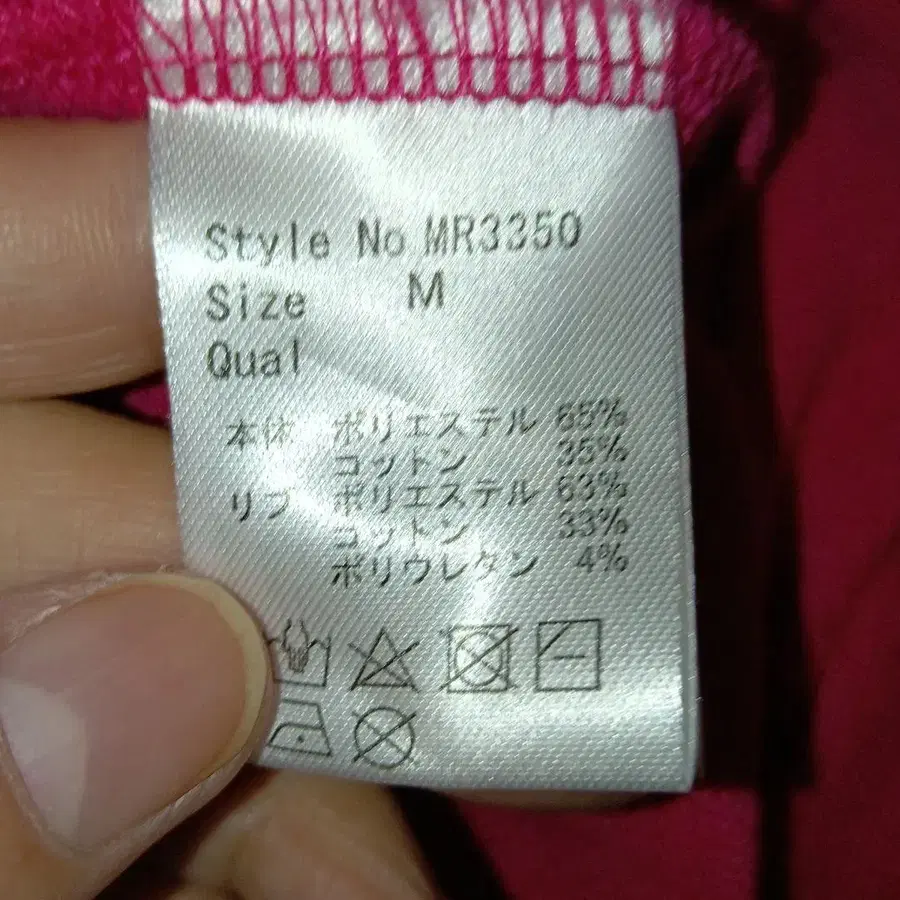 Style No MR3350
Size M
Qual
本体 ポリエステル 65%
コットン 35%
リブ ポリエステル 63%
コットン 33%
ポリウレタン 4%